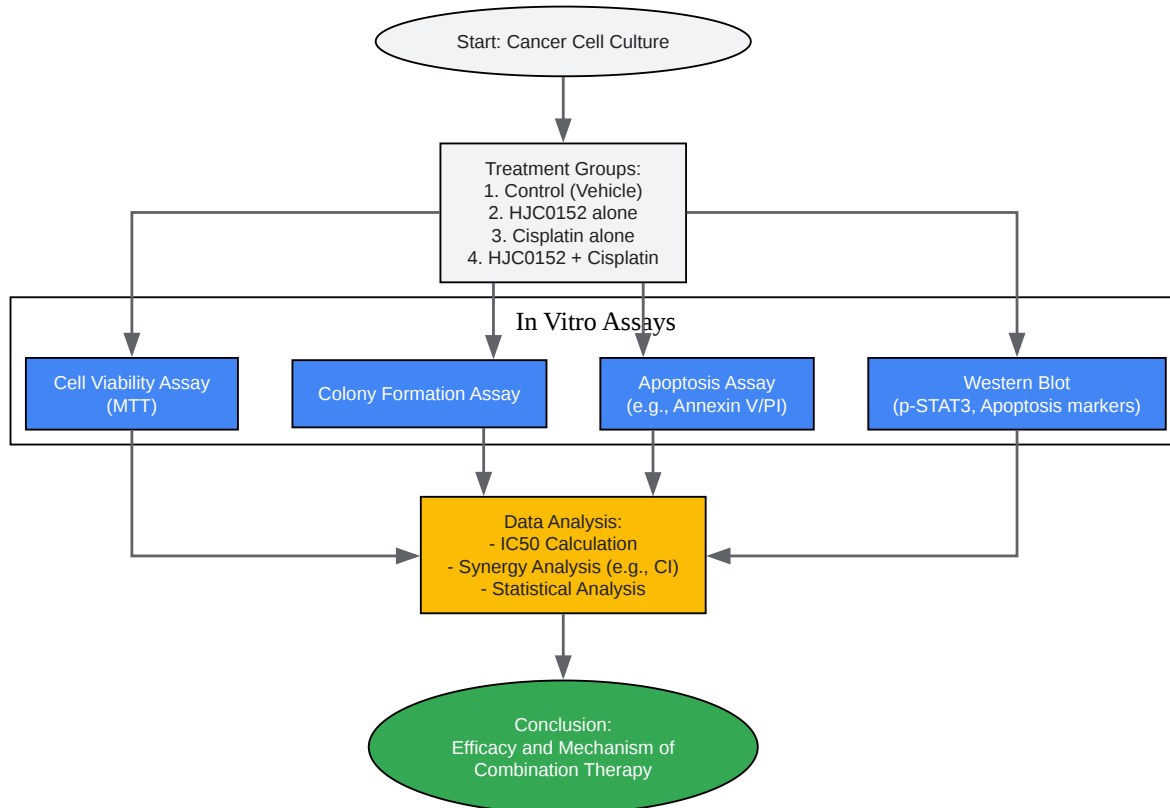 Start: Cancer Cell Culture
Treatment Groups:
1. Control (Vehicle)
2. HJC0152 alone
3. Cisplatin alone
4. HJC0152 + Cisplatin
In Vitro Assays
Cell Viability Assay
(MTT)
Colony Formation Assay
Apoptosis Assay
(e.g., Annexin V/PI)
Western Blot
(p-STAT3, Apoptosis markers)
Data Analysis:
- IC50 Calculation
- Synergy Analysis (e.g., CI)
- Statistical Analysis
Conclusion:
Efficacy and Mechanism of
Combination Therapy